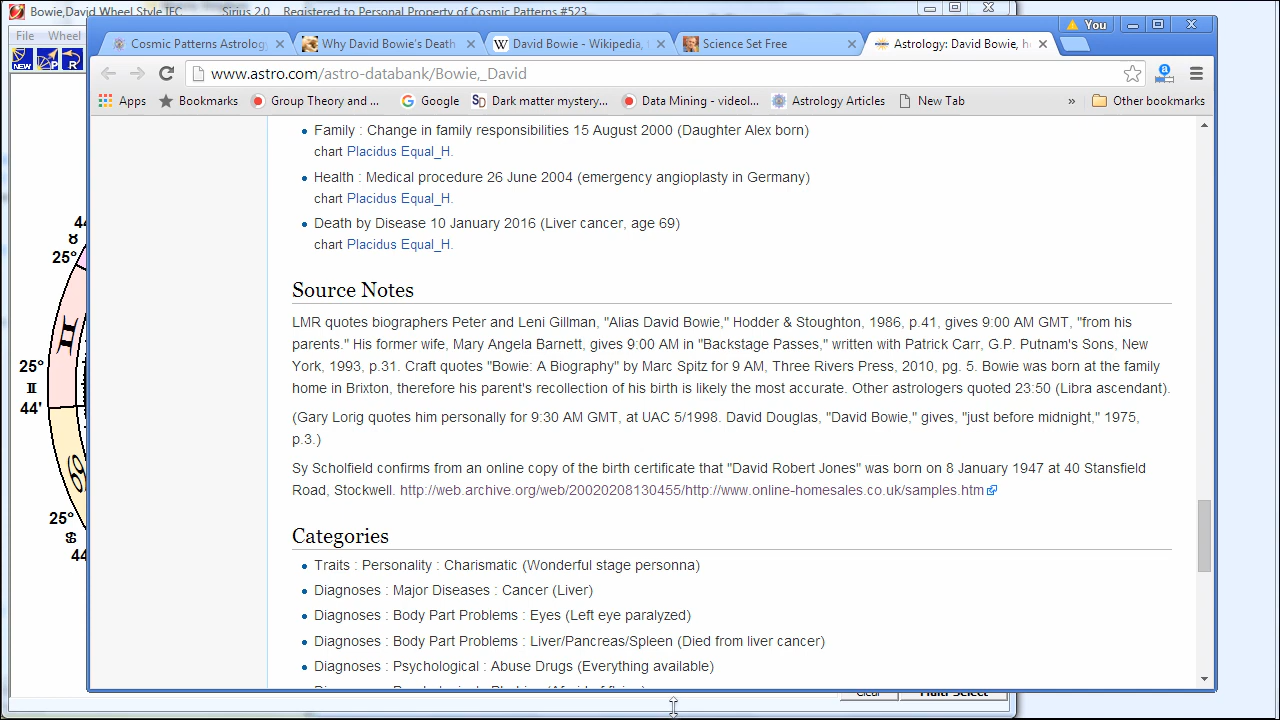 Bowie,David Wheel Style TFC Sirius 2.0 Registered to Personal Property of Cosmic Patterns #523
File Wheel
You
Cosmic Patterns Astrology
Why David Bowie's Death
David Bowie - Wikipedia,
Science for Free
Astrology: David Bowie, h
www.astro.com/astro-databank/Bowie,_David
Apps Bookmarks Group Theory and ... Google Dark matter mystery... Data Mining - videol... Astrology Articles New Tab » Other bookmarks
Family : Change in family responsibilities 15 August 2000 (Daughter Alex born)
chart Placidus Equal_H.
Health : Medical procedure 26 June 2004 (emergency angioplasty in Germany)
chart Placidus Equal_H.
Death by Disease 10 January 2016 (Liver cancer, age 69)
chart Placidus Equal_H.
Source Notes
LMR quotes biographers Peter and Leni Gillman, "Alias David Bowie," Hodder & Stoughton, 1986, p.41, gives 9:00 AM GMT, "from his
parents." His former wife, Mary Angela Barnett, gives 9:00 AM in "Backstage Passes," written with Patrick Carr, G.P. Putnam's Sons, New
York, 1993, p.31. Craft quotes "Bowie: A Biography" by Marc Spitz for 9 AM, Three Rivers Press, 2010, pg. 5. Bowie was born at the family
home in Brixton, therefore his parent's recollection of his birth is likely the most accurate. Other astrologers quoted 23:50 (Libra ascendant).
(Gary Lorig quotes him personally for 9:30 AM GMT, at UAC 5/1998. David Douglas, "David Bowie," gives, "just before midnight," 1975,
p.3.)
Sy Scholfield confirms from an online copy of the birth certificate that "David Robert Jones" was born on 8 January 1947 at 40 Stansfield
Road, Stockwell. http://web.archive.org/web/20020208130455/http://www.online-homesales.co.uk/samples.htm
Categories
Traits : Personality : Charismatic (Wonderful stage personna)
Diagnoses : Major Diseases : Cancer (Liver)
Diagnoses : Body Part Problems : Eyes (Left eye paralyzed)
Diagnoses : Body Part Problems : Liver/Pancreas/Spleen (Died from liver cancer)
Diagnoses : Psychological : Abuse Drugs (Everything available)
NEW P R
44
♉
25°
♊
25°
♊
44'
♋
25°
44
Clear Multi-Select